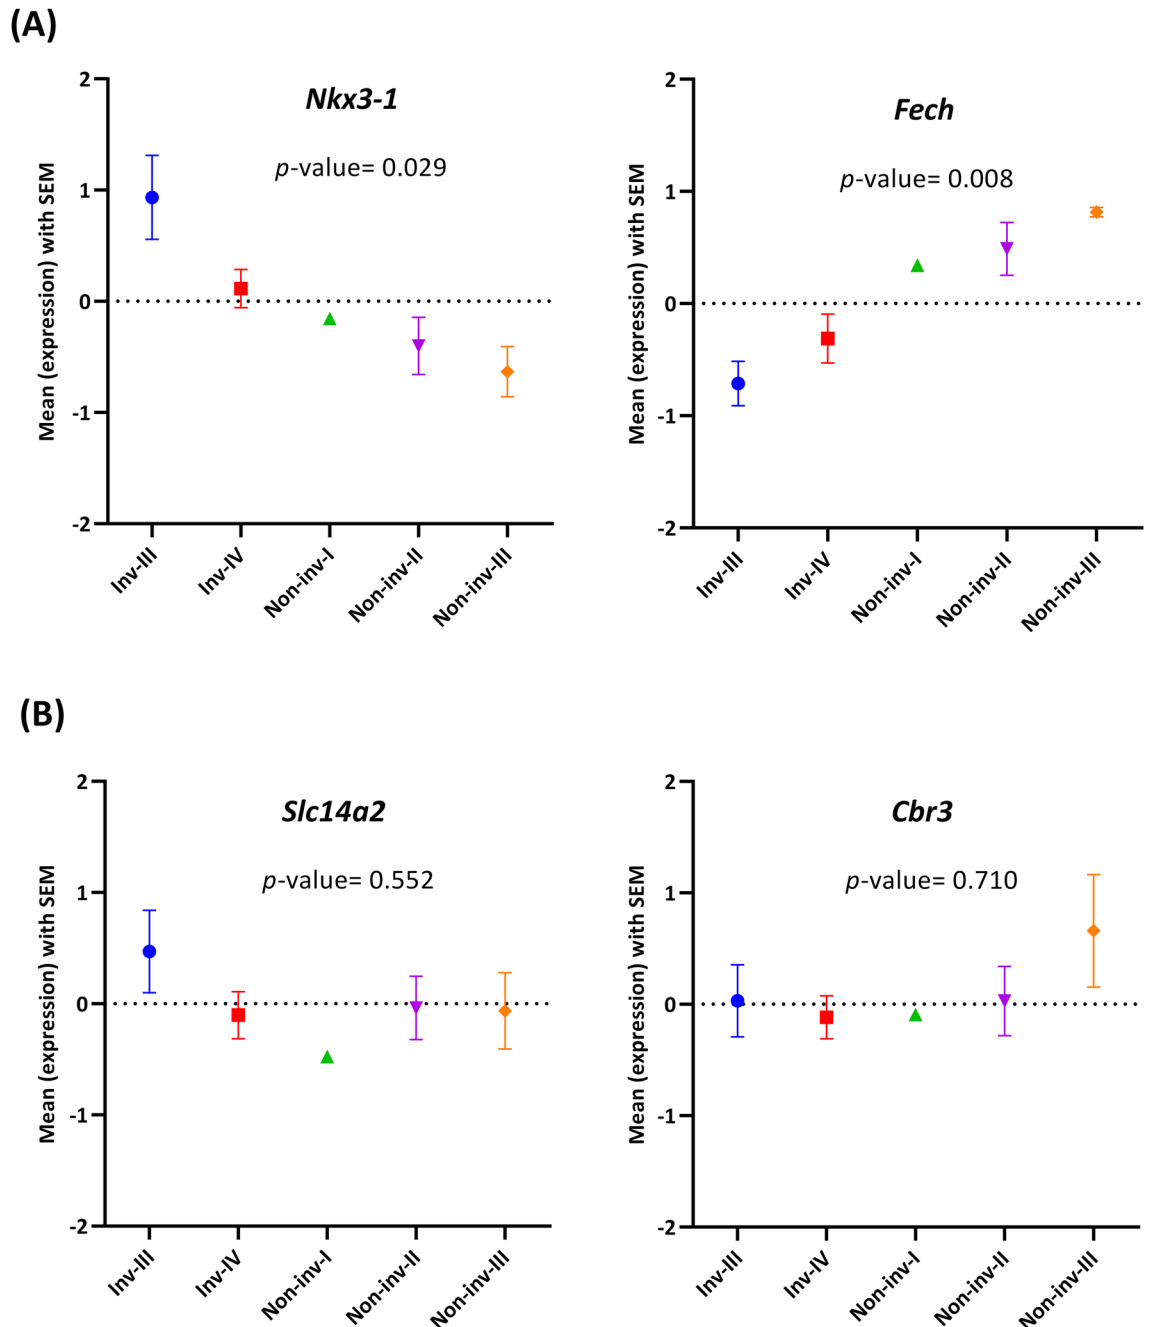 (A)
Nkx3-1
p-value= 0.029
Mean (expression) with SEM
2
1
0
-1
-2
Inv-III
Inv-IV
Non-inv-I
Non-inv-II
Non-inv-III
Fech
p-value= 0.008
Mean (expression) with SEM
2
1
0
-1
-2
Inv-III
Inv-IV
Non-inv-I
Non-inv-II
Non-inv-III
(B)
Slc14a2
p-value= 0.552
Mean (expression) with SEM
2
1
0
-1
-2
Inv-III
Inv-IV
Non-inv-I
Non-inv-II
Non-inv-III
Cbr3
p-value= 0.710
Mean (expression) with SEM
2
1
0
-1
-2
Inv-III
Inv-IV
Non-inv-I
Non-inv-II
Non-inv-III